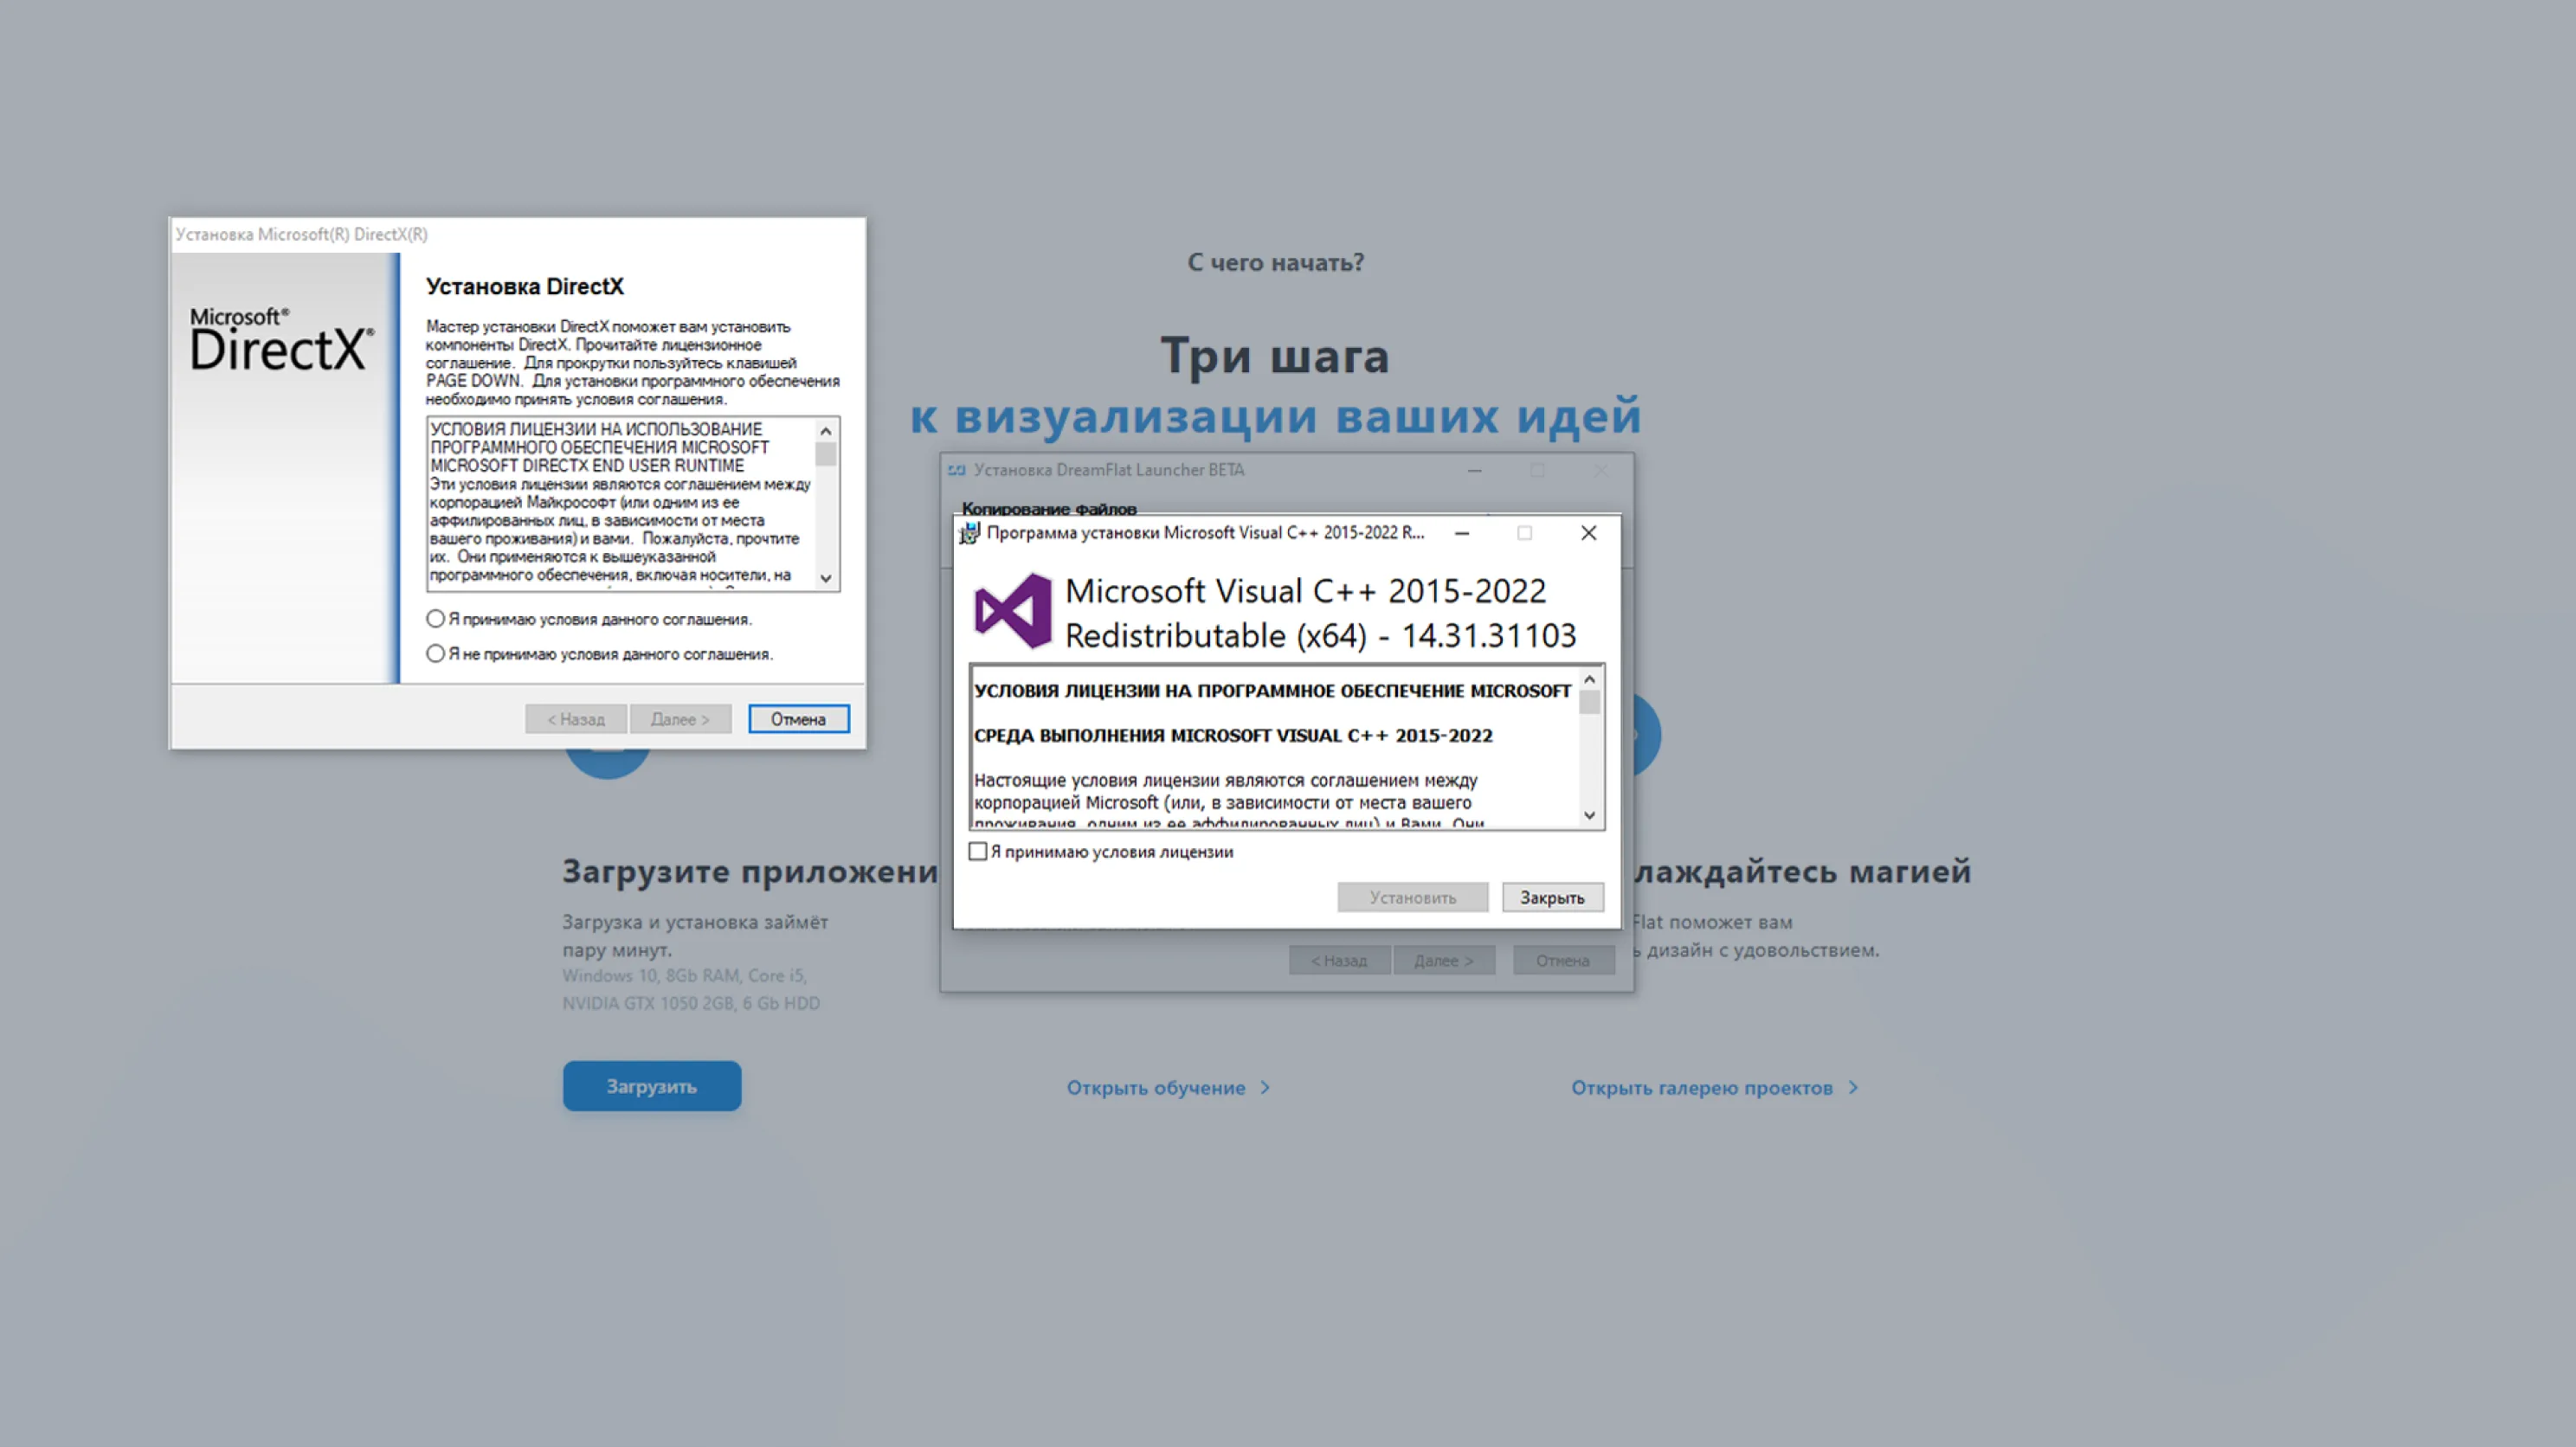 Установка Microsoft(R) DirectX(R)
Microsoft®
DirectX®
Установка DirectX
Мастер установки DirectX поможет вам установить
компоненты DirectX. Прочитайте лицензионное
соглашение. Для прокрутки пользуйтесь клавишей
PAGE DOWN. Для установки программного обеспечения
необходимо принять условия соглашения.
УСЛОВИЯ ЛИЦЕНЗИИ НА ИСПОЛЬЗОВАНИЕ
ПРОГРАММНОГО ОБЕСПЕЧЕНИЯ MICROSOFT
MICROSOFT DIRECTX END USER RUNTIME
Эти условия лицензии являются соглашением между
корпорацией Майкрософт (или одним из ее
аффилированных лиц, в зависимости от места
вашего проживания) и вами. Пожалуйста, прочтите
их. Они применяются к вышеуказанной
программного обеспечения, включая носители, на
Я принимаю условия данного соглашения.
Я не принимаю условия данного соглашения.
< Назад
Далее >
Отмена
С чего начать?
Три шага
к визуализации ваших идей
Установка DreamFlat Launcher BETA
Копирование файлов
Программа установки Microsoft Visual C++ 2015-2022 R...
Microsoft Visual C++ 2015-2022
Redistributable (x64) - 14.31.31103
УСЛОВИЯ ЛИЦЕНЗИИ НА ПРОГРАММНОЕ ОБЕСПЕЧЕНИЕ MICROSOFT
СРЕДА ВЫПОЛНЕНИЯ MICROSOFT VISUAL C++ 2015-2022
Настоящие условия лицензии являются соглашением между
корпорацией Microsoft (или, в зависимости от места вашего
проживания, одним из ее аффилированных лиц) и Вами. Они
Я принимаю условия лицензии
Установить
Закрыть
< Назад
Далее >
Отмена
Загрузите приложени
Загрузка и установка займёт
пару минут.
Windows 10, 8Gb RAM, Core i5,
NVIDIA GTX 1050 2GB, 6 Gb HDD
Загрузить
Открыть обучение >
лаждайтесь магией
Flat поможет вам
ь дизайн с удовольствием.
Открыть галерею проектов >